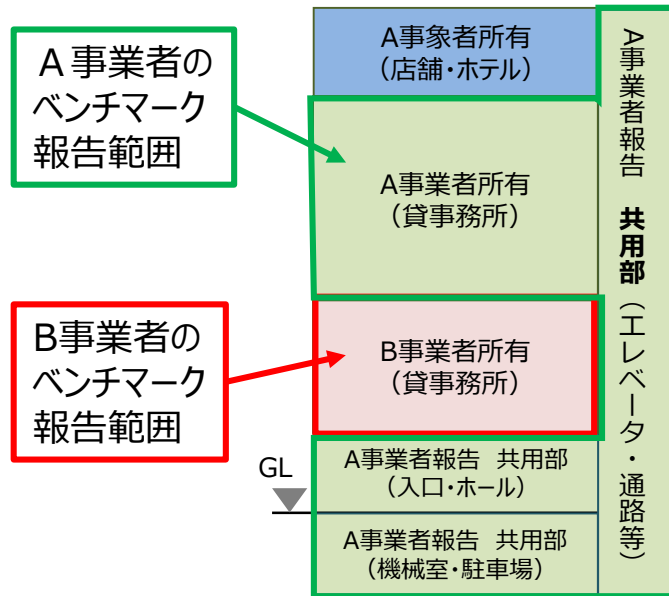 A事業者の
ベンチマーク
報告範囲
A事象者所有
(店舗・ホテル)
A事業者所有
(貸事務所)
B事業者の
ベンチマーク
報告範囲
B事業者所有
(貸事務所)
GL
A事業者報告 共用部
(入口・ホール)
A事業者報告 共用部
(機械室・駐車場)
A事業者報告 共用部(エレベータ・通路等)